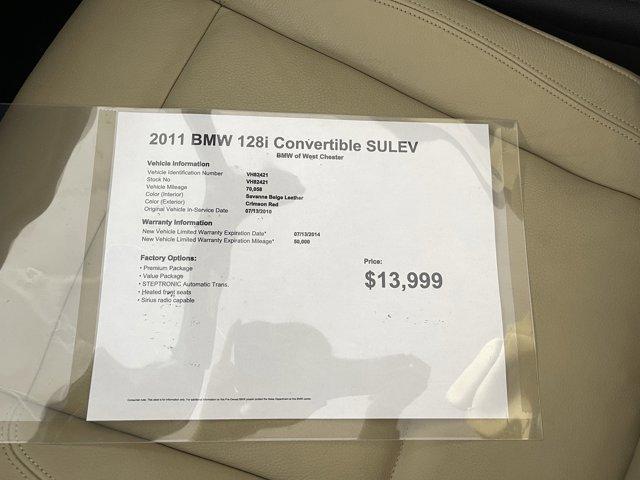 2011 BMW 128i Convertible SULEV
BMW of West Chester
Vehicle Information
Vehicle Identification Number VH82421
Stock No VH82421
Vehicle Mileage 70,058
Color (Interior) Savanna Beige Leather
Color (Exterior) Crimson Red
Original Vehicle In-Service Date 07/13/2010
Warranty Information
New Vehicle Limited Warranty Expiration Date* 07/13/2014
New Vehicle Limited Warranty Expiration Mileage* 50,000
Factory Options:
• Premium Package
• Value Package
• STEPTRONIC Automatic Trans.
• Heated front seats
• Sirius radio capable
Price:
$13,999